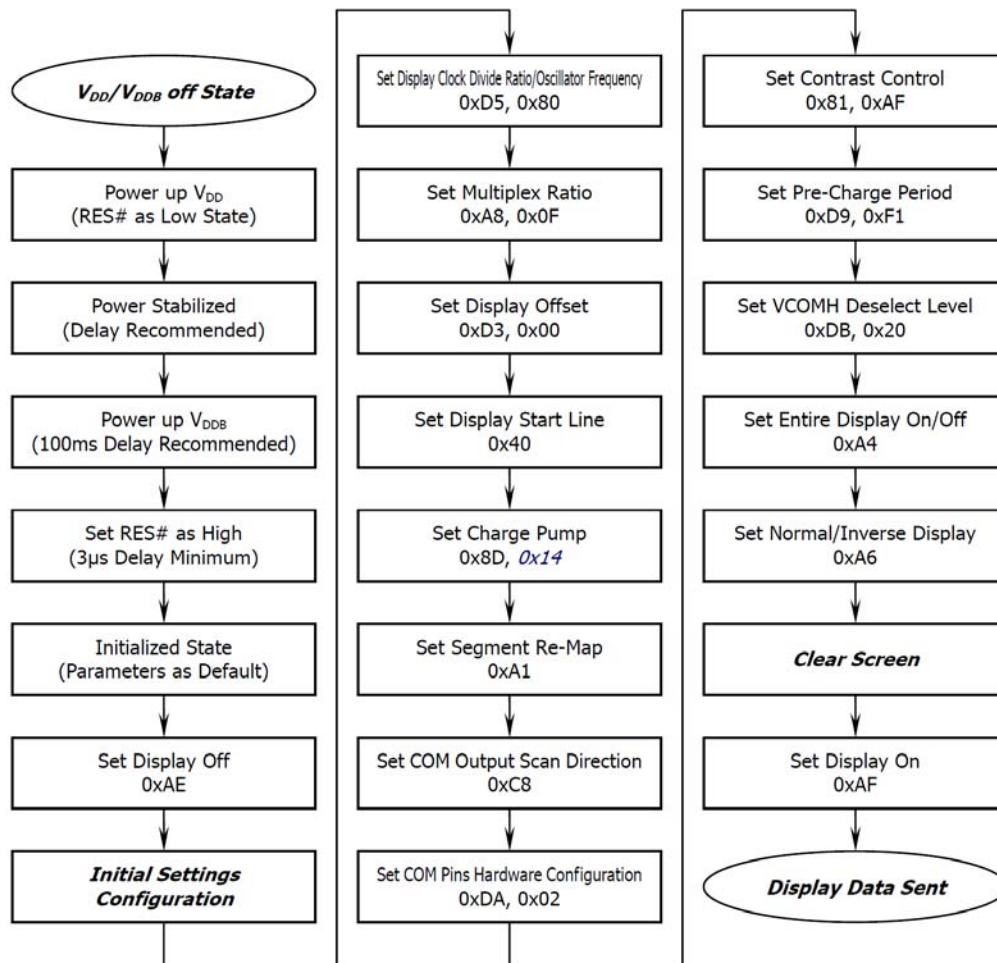 V_DD/V_DDB off State
Power up V_DD
(RES# as Low State)
Power Stabilized
(Delay Recommended)
Power up V_DDB
(100ms Delay Recommended)
Set RES# as High
(3µs Delay Minimum)
Initialized State
(Parameters as Default)
Set Display Off
0xAE
Initial Settings
Configuration
Set Display Clock Divide Ratio/Oscillator Frequency
0xD5, 0x80
Set Multiplex Ratio
0xA8, 0x0F
Set Display Offset
0xD3, 0x00
Set Display Start Line
0x40
Set Charge Pump
0x8D, 0x14
Set Segment Re-Map
0xA1
Set COM Output Scan Direction
0xC8
Set COM Pins Hardware Configuration
0xDA, 0x02
Set Contrast Control
0x81, 0xAF
Set Pre-Charge Period
0xD9, 0xF1
Set VCOMH Deselect Level
0xDB, 0x20
Set Entire Display On/Off
0xA4
Set Normal/Inverse Display
0xA6
Clear Screen
Set Display On
0xAF
Display Data Sent